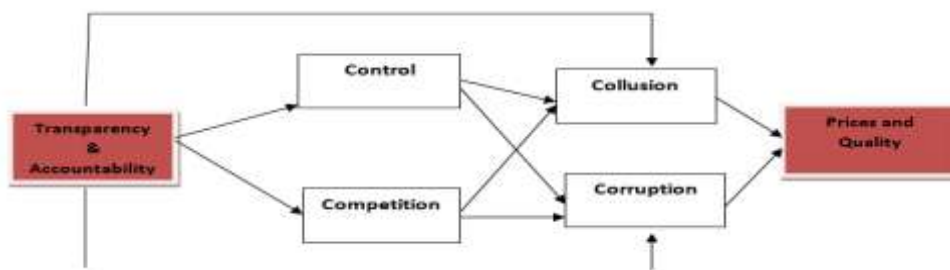 Control
Collusion
Transparency
&
Accountability
Prices and
Quality
Competition
Corruption